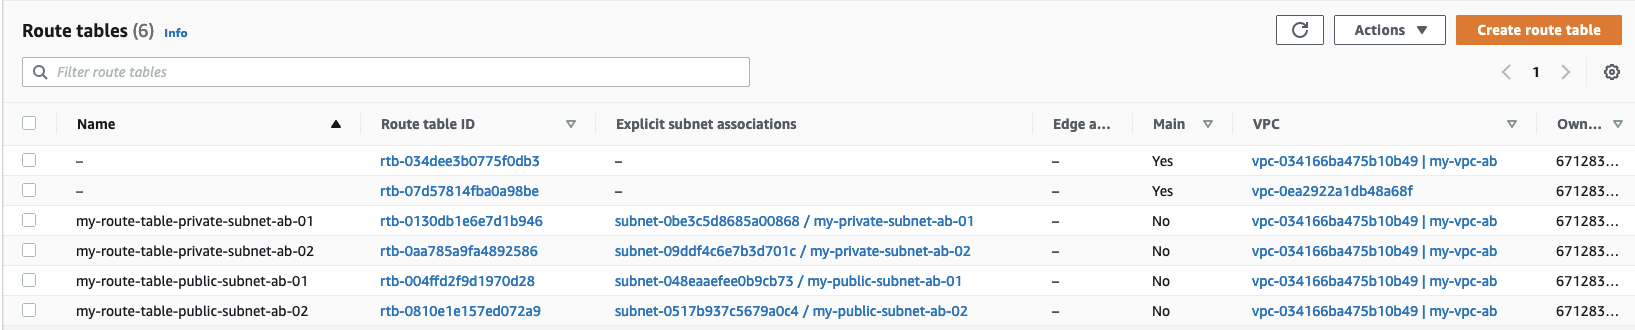 Route tables (6) Info
Actions Create route table
Filter route tables
1
Name Route table ID Explicit subnet associations Edge a... Main VPC Own...
– rtb-034dee3b0775f0db3 – – Yes vpc-034166ba475b10b49 | my-vpc-ab 671283...
– rtb-07d57814fba0a98be – – Yes vpc-0ea2922a1db48a68f 671283...
my-route-table-private-subnet-ab-01 rtb-0130db1e6e7d1b946 subnet-0be3c5d8685a00868 / my-private-subnet-ab-01 – No vpc-034166ba475b10b49 | my-vpc-ab 671283...
my-route-table-private-subnet-ab-02 rtb-0aa785a9fa4892586 subnet-09ddf4c6e7b3d701c / my-private-subnet-ab-02 – No vpc-034166ba475b10b49 | my-vpc-ab 671283...
my-route-table-public-subnet-ab-01 rtb-004ffd2f9d1970d28 subnet-048eaaefee0b9cb73 / my-public-subnet-ab-01 – No vpc-034166ba475b10b49 | my-vpc-ab 671283...
my-route-table-public-subnet-ab-02 rtb-0810e1e157ed072a9 subnet-0517b937c5679a0c4 / my-public-subnet-ab-02 – No vpc-034166ba475b10b49 | my-vpc-ab 671283...